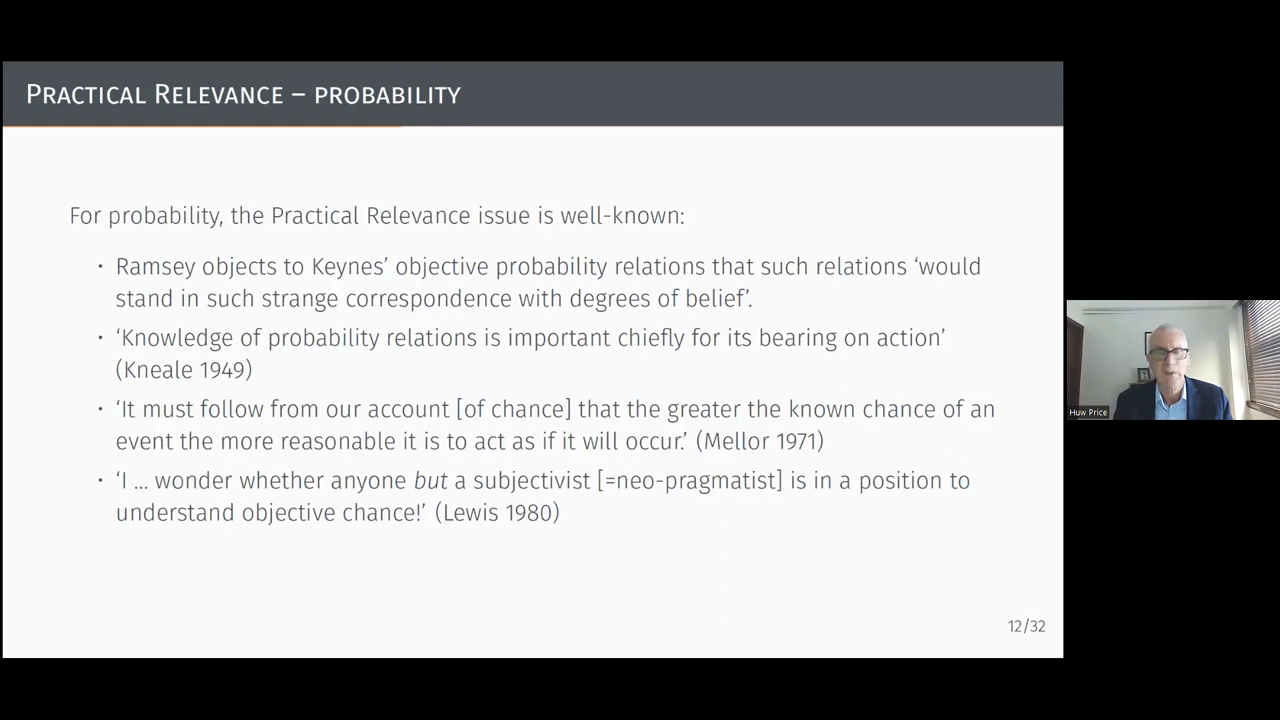 PRACTICAL RELEVANCE – PROBABILITY
For probability, the Practical Relevance issue is well-known:
· Ramsey objects to Keynes’ objective probability relations that such relations ‘would
stand in such strange correspondence with degrees of belief’.
· ‘Knowledge of probability relations is important chiefly for its bearing on action’
(Kneale 1949)
· ‘It must follow from our account [of chance] that the greater the known chance of an
event the more reasonable it is to act as if it will occur.’ (Mellor 1971)
· ‘I … wonder whether anyone but a subjectivist [=neo-pragmatist] is in a position to
understand objective chance!’ (Lewis 1980)
12/32
Huw Price